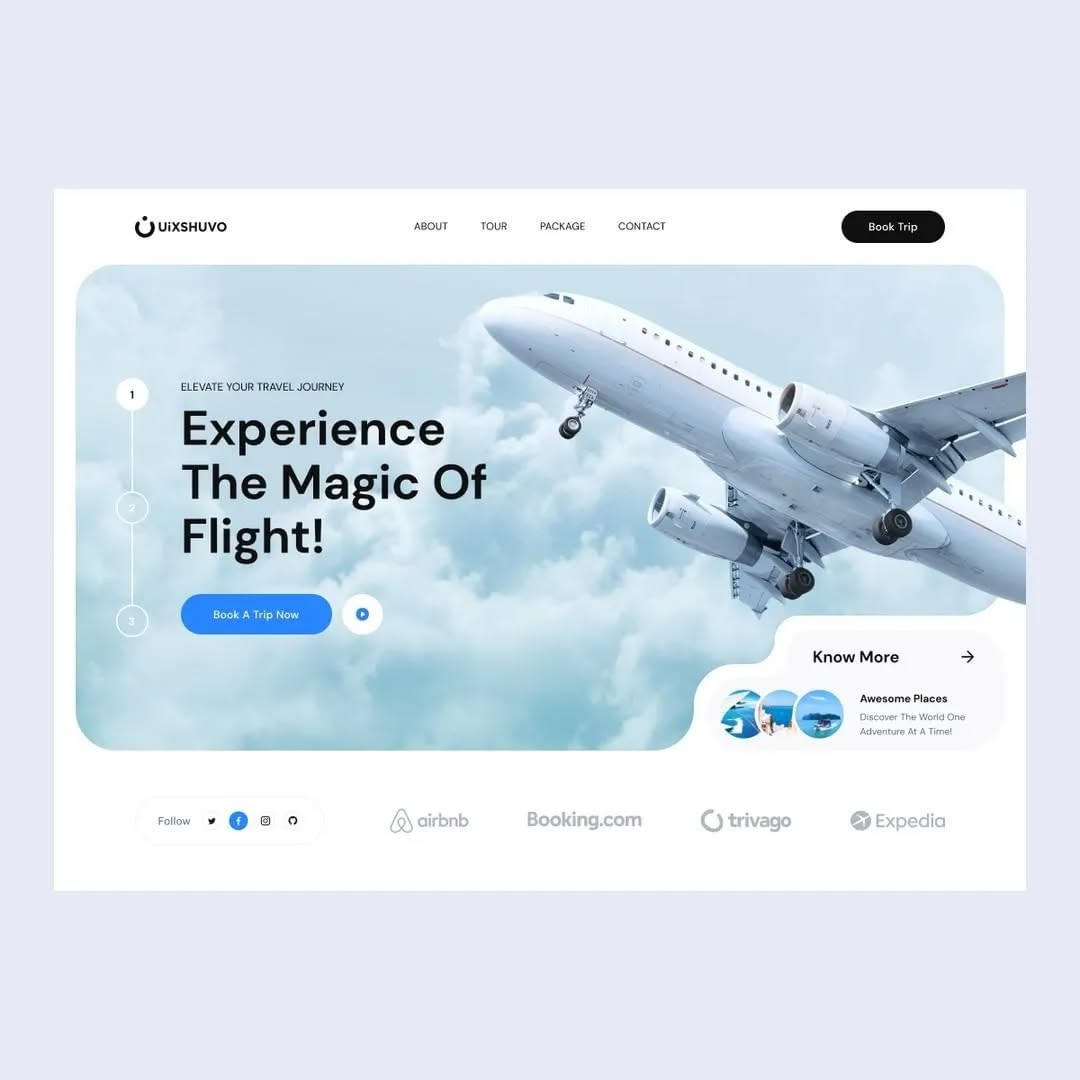 UiXSHUVO
ABOUT TOUR PACKAGE CONTACT
Book Trip
1
ELEVATE YOUR TRAVEL JOURNEY
Experience
The Magic Of
Flight!
2
3
Book A Trip Now
Know More
Awesome Places
Discover The World One
Adventure At A Time!
Follow
airbnb
Booking.com
trivago
Expedia